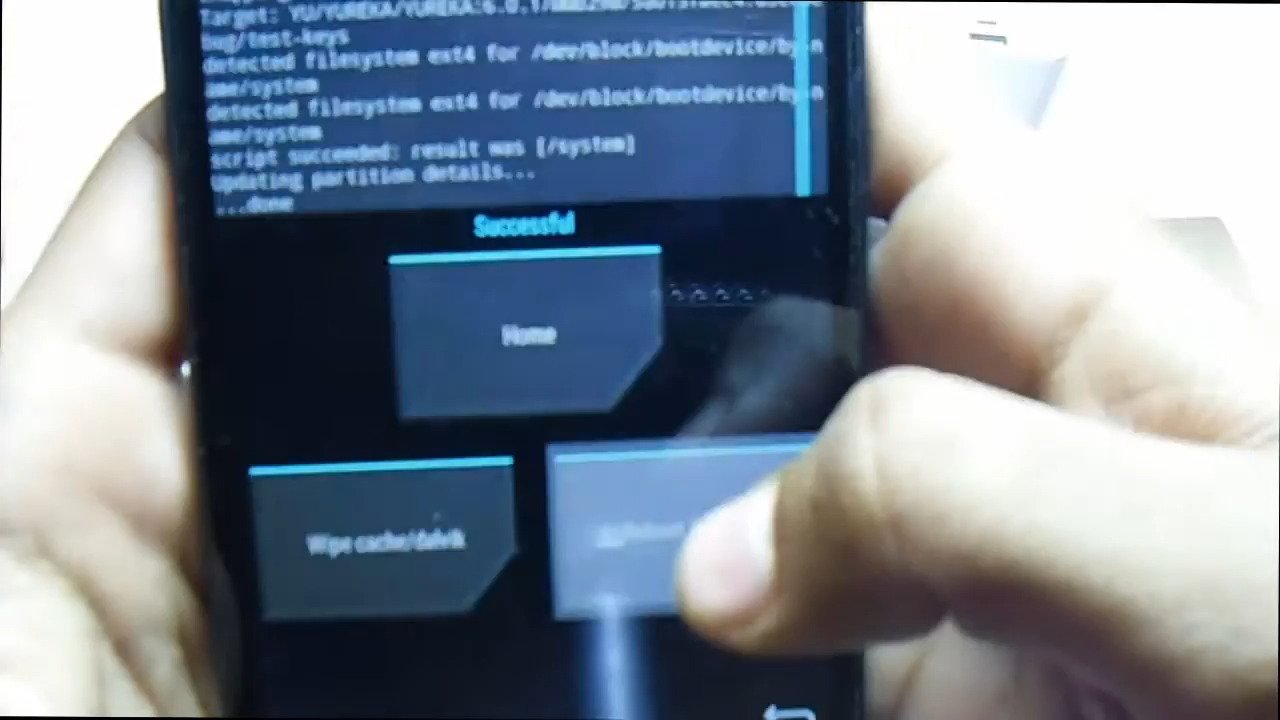 Target: YU/YUREKA/YUREKA:6.0.1/
bug/test-keys
detected filesystem ext4 for /dev/block/bootdevice/by-n
ame/system
detected filesystem ext4 for /dev/block/bootdevice/by-n
ame/system
script succeeded: result was [/system]
Updating partition details...
...done
Successful
Home
Wipe cache/dalvik